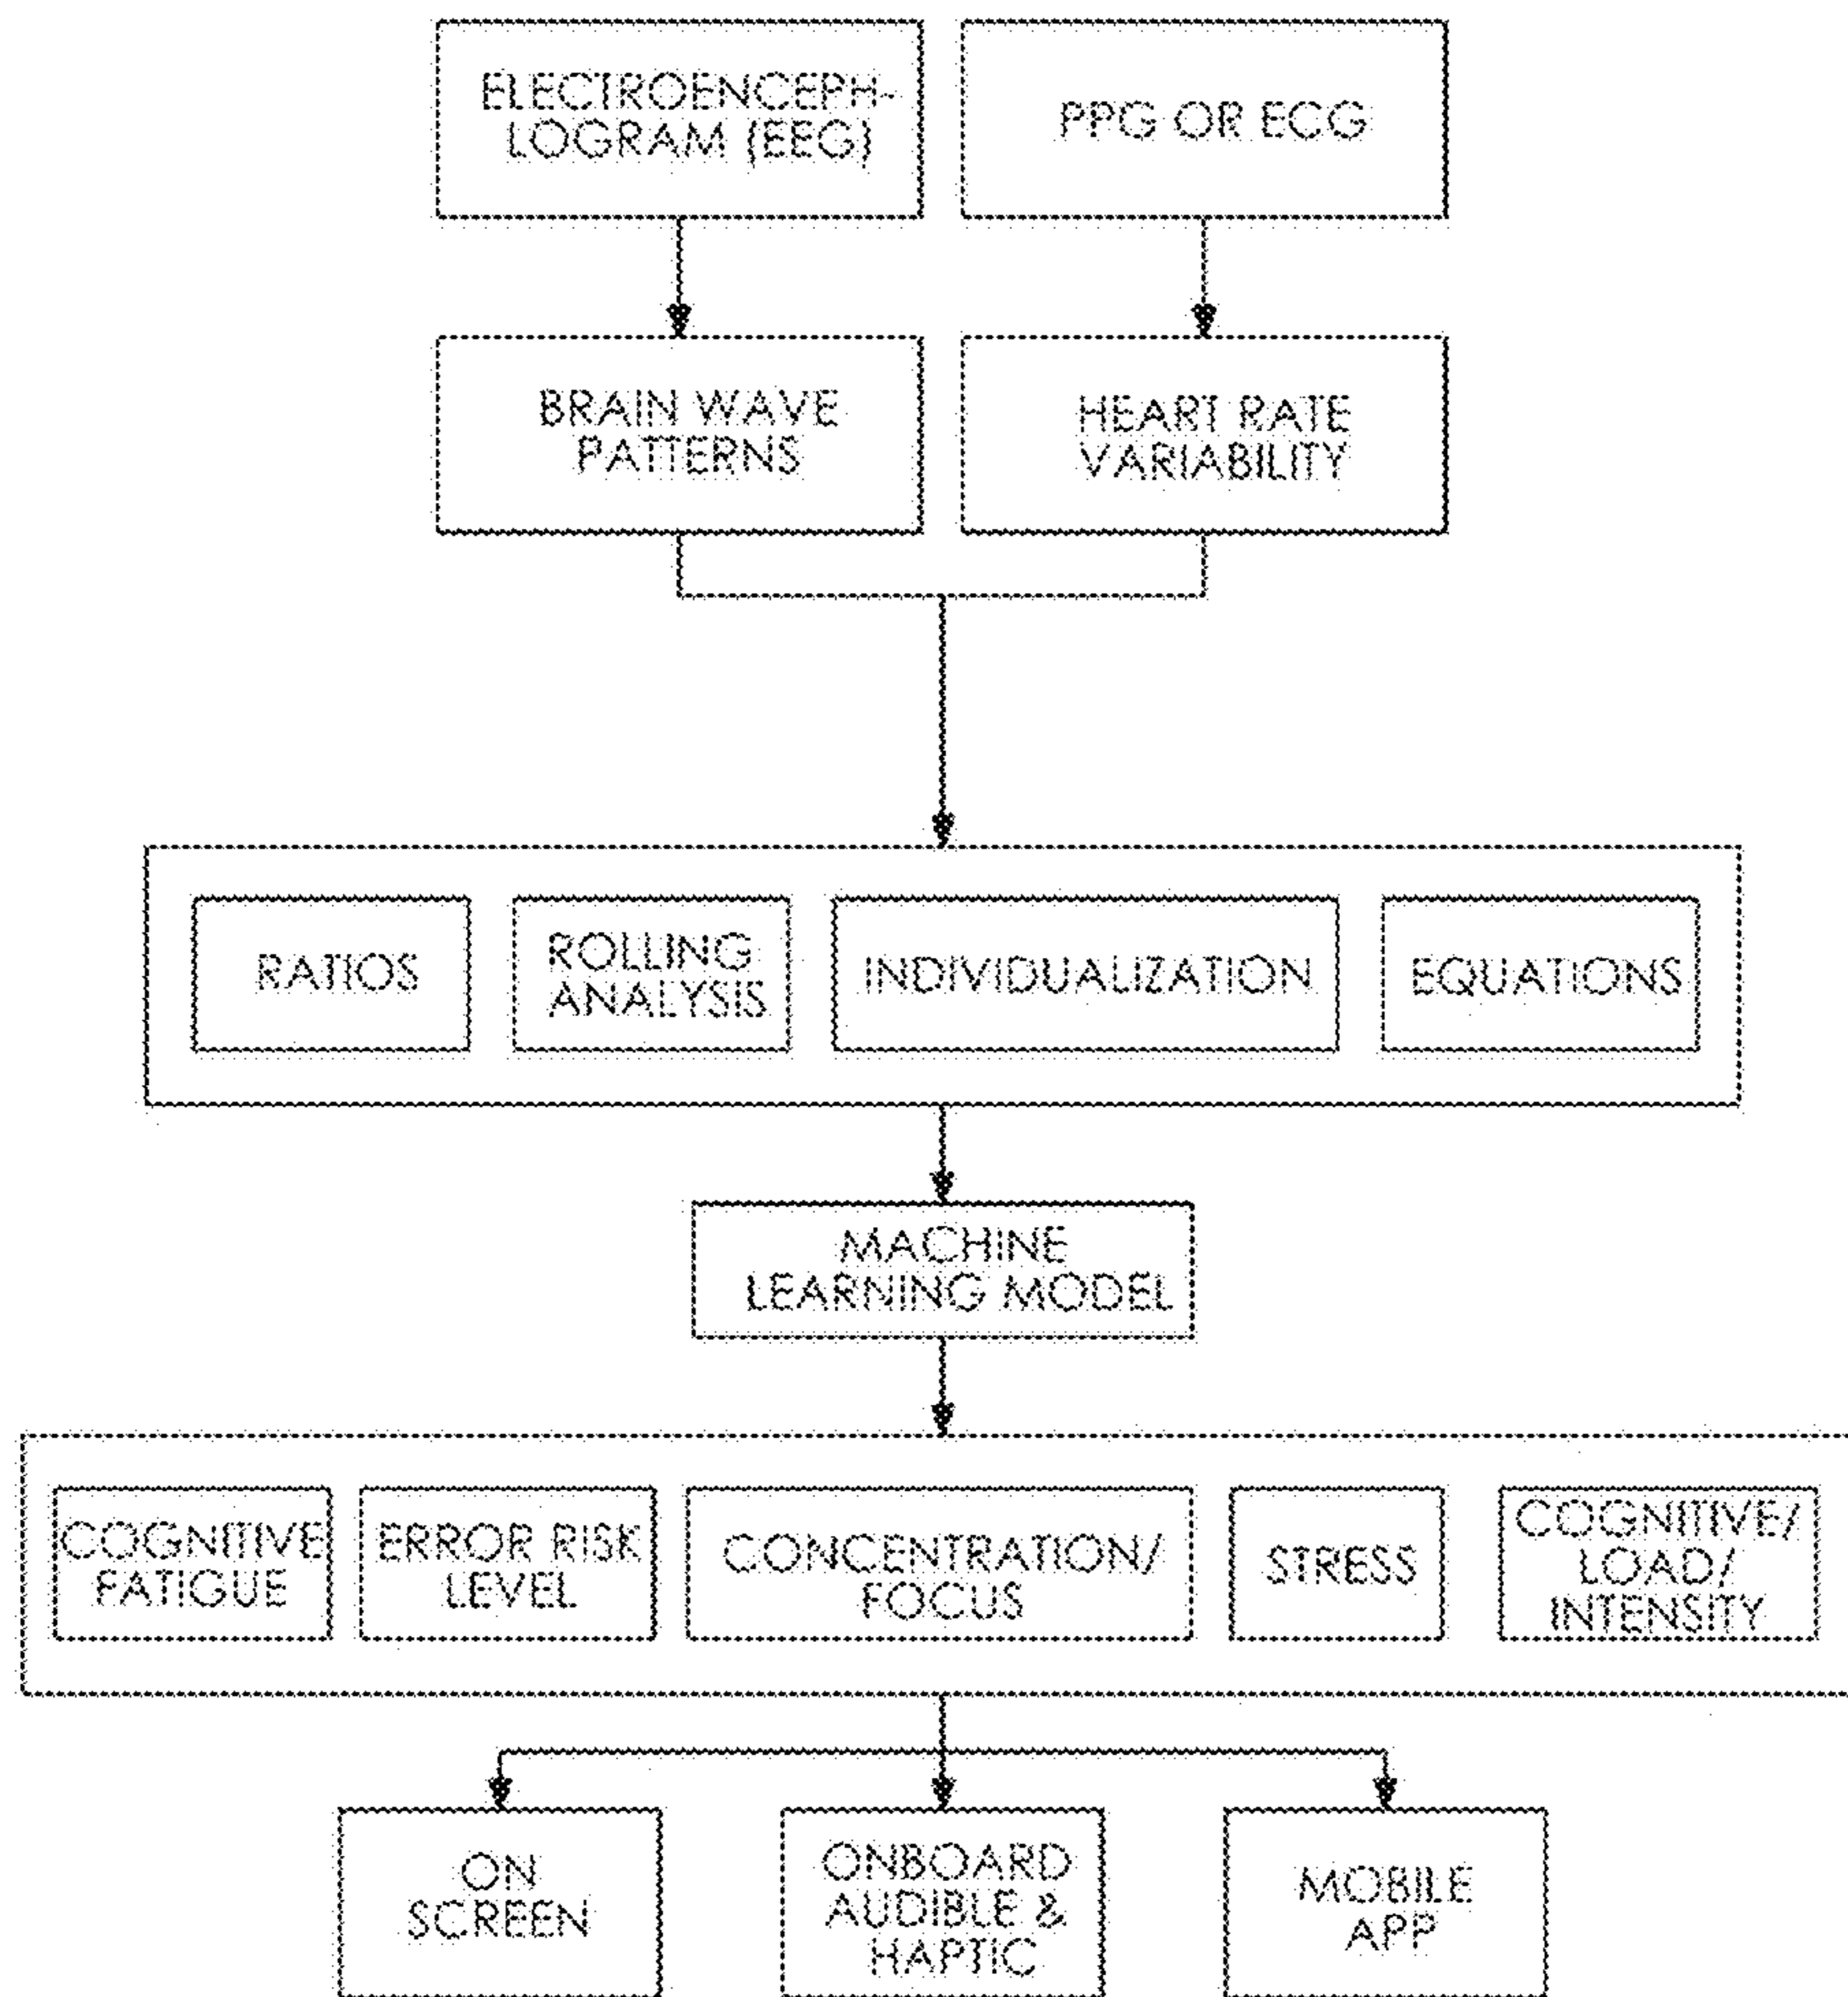 ELECTROENCEPH-
LOGRAM (EEG)
PPG OR ECG
BRAIN WAVE
PATTERNS
HEART RATE
VARIABILITY
RATIOS
ROLLING
ANALYSIS
INDIVIDUALIZATION
EQUATIONS
MACHINE
LEARNING MODEL
COGNITIVE
FATIGUE
ERROR RISK
LEVEL
CONCENTRATION/
FOCUS
STRESS
COGNITIVE/
LOAD/
INTENSITY
ON
SCREEN
ONBOARD
AUDIBLE &
HAPTIC
MOBILE
APP